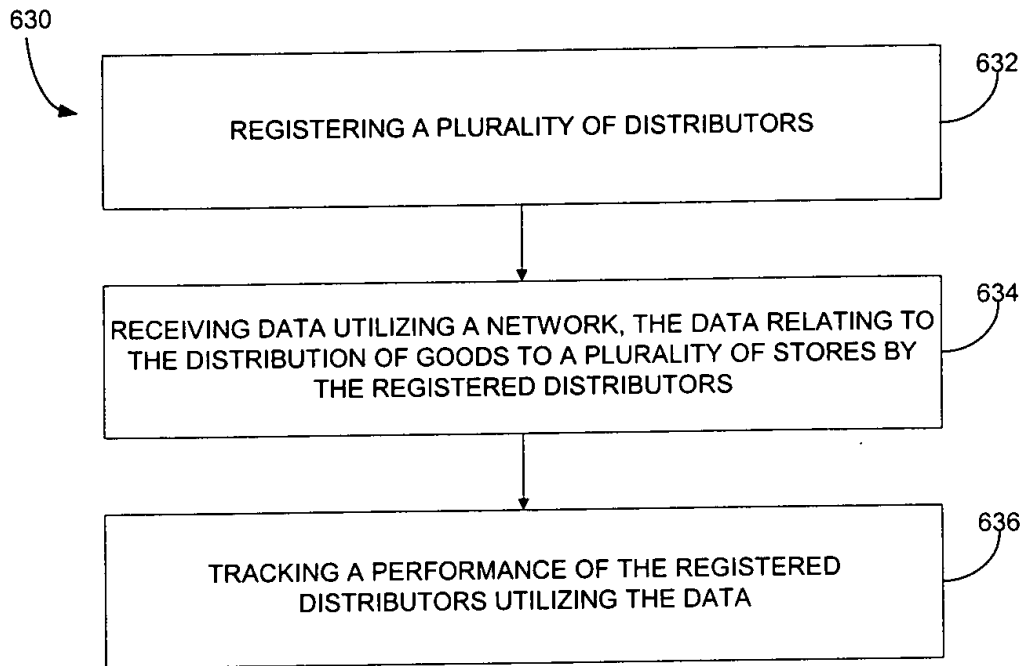 630
632
REGISTERING A PLURALITY OF DISTRIBUTORS
634
RECEIVING DATA UTILIZING A NETWORK, THE DATA RELATING TO
THE DISTRIBUTION OF GOODS TO A PLURALITY OF STORES BY
THE REGISTERED DISTRIBUTORS
636
TRACKING A PERFORMANCE OF THE REGISTERED
DISTRIBUTORS UTILIZING THE DATA